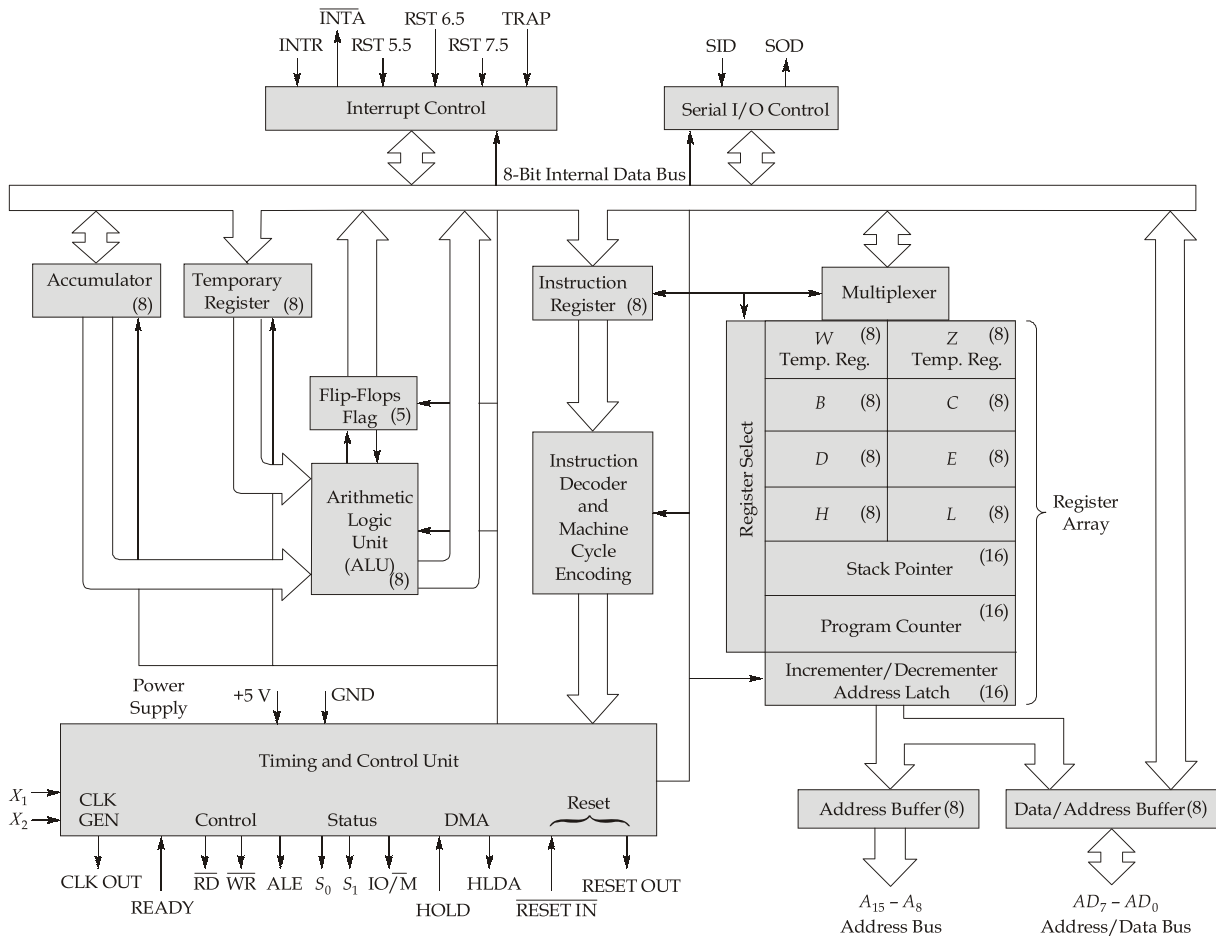 INTA
RST 6.5
TRAP
INTR
RST 5.5
RST 7.5
SID
SOD
Interrupt Control
Serial I/O Control
8-Bit Internal Data Bus
Accumulator
(8)
Temporary
Register
(8)
Instruction
Register
(8)
Multiplexer
Flip-Flops
Flag
(5)
Arithmetic
Logic
Unit
(ALU)
(8)
Instruction
Decoder
and
Machine
Cycle
Encoding
Register Select
W (8)
Temp. Reg.
Z (8)
Temp. Reg.
B (8)
C (8)
D (8)
E (8)
H (8)
L (8)
(16)
Stack Pointer
(16)
Program Counter
Incrementer/Decrementer
Address Latch (16)
Register
Array
Power
Supply
+5 V
GND
Timing and Control Unit
X1
X2
CLK
GEN
Control
Status
DMA
Reset
CLK OUT
READY
RD
WR
ALE
S0
S1
IO/M
HOLD
HLDA
RESET IN
RESET OUT
Address Buffer (8)
Data/Address Buffer (8)
A15 – A8
Address Bus
AD7 – AD0
Address/Data Bus